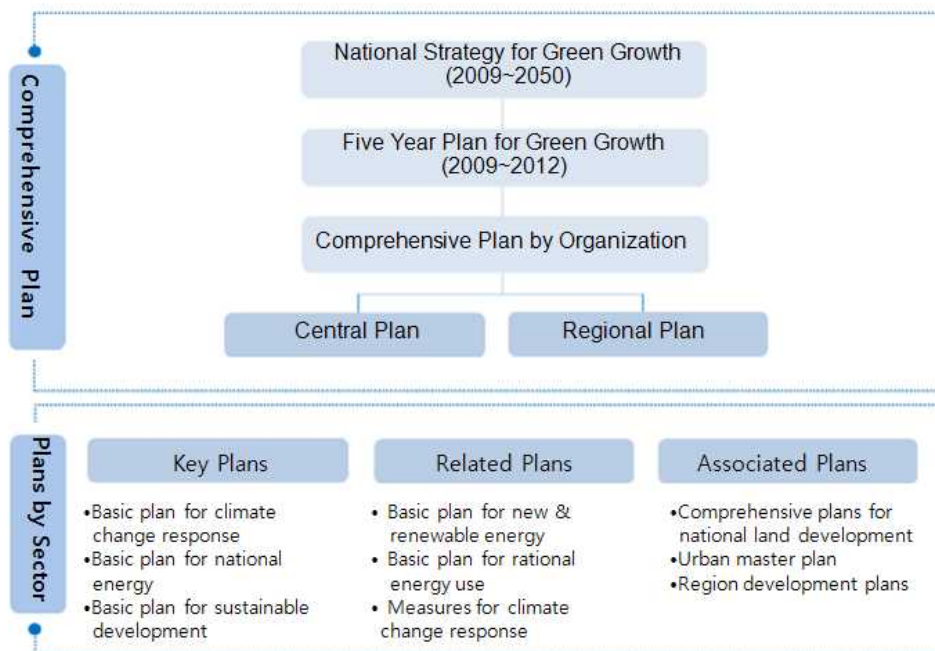 Comprehensive Plan
National Strategy for Green Growth
(2009~2050)
Five Year Plan for Green Growth
(2009~2012)
Comprehensive Plan by Organization
Central Plan
Regional Plan
Plans by Sector
Key Plans
•Basic plan for climate
change response
•Basic plan for national
energy
•Basic plan for sustainable
development
Related Plans
• Basic plan for new &
renewable energy
• Basic plan for rational
energy use
• Measures for climate
change response
Associated Plans
•Comprehensive plans for
national land development
•Urban master plan
•Region development plans